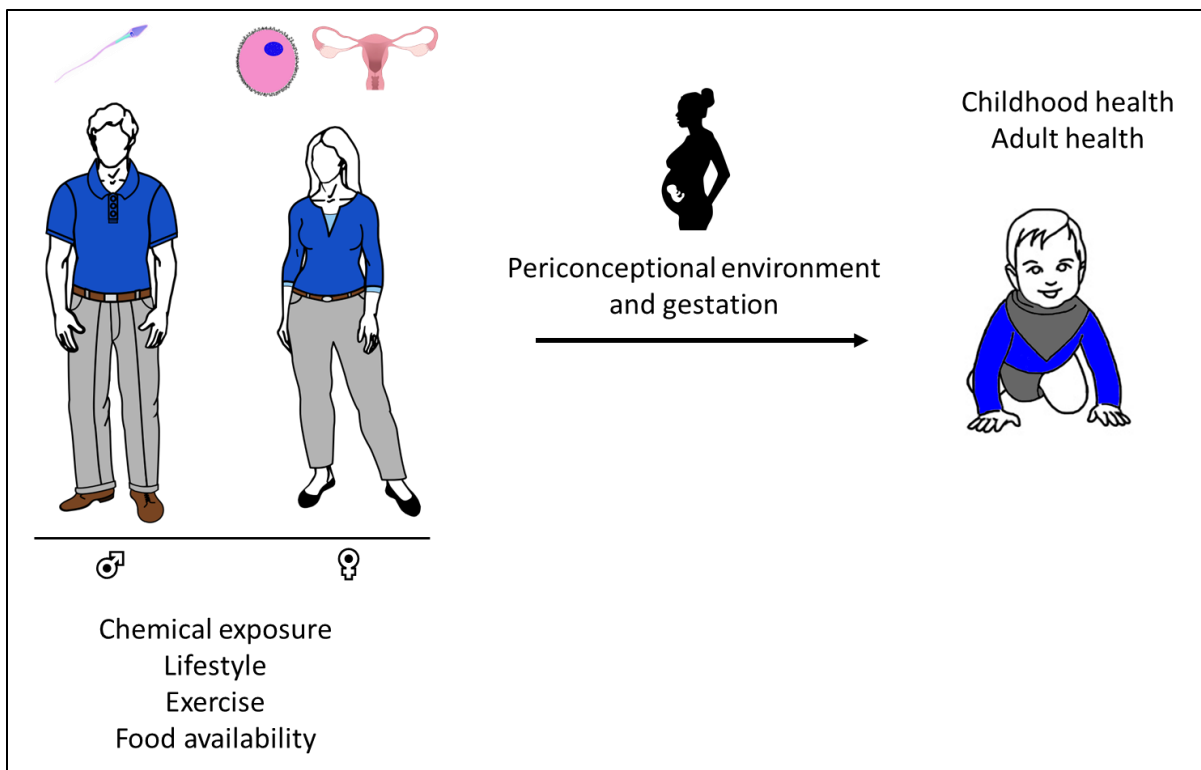 Childhood health
Adult health
Periconceptional environment
and gestation
♂
♀
Chemical exposure
Lifestyle
Exercise
Food availability